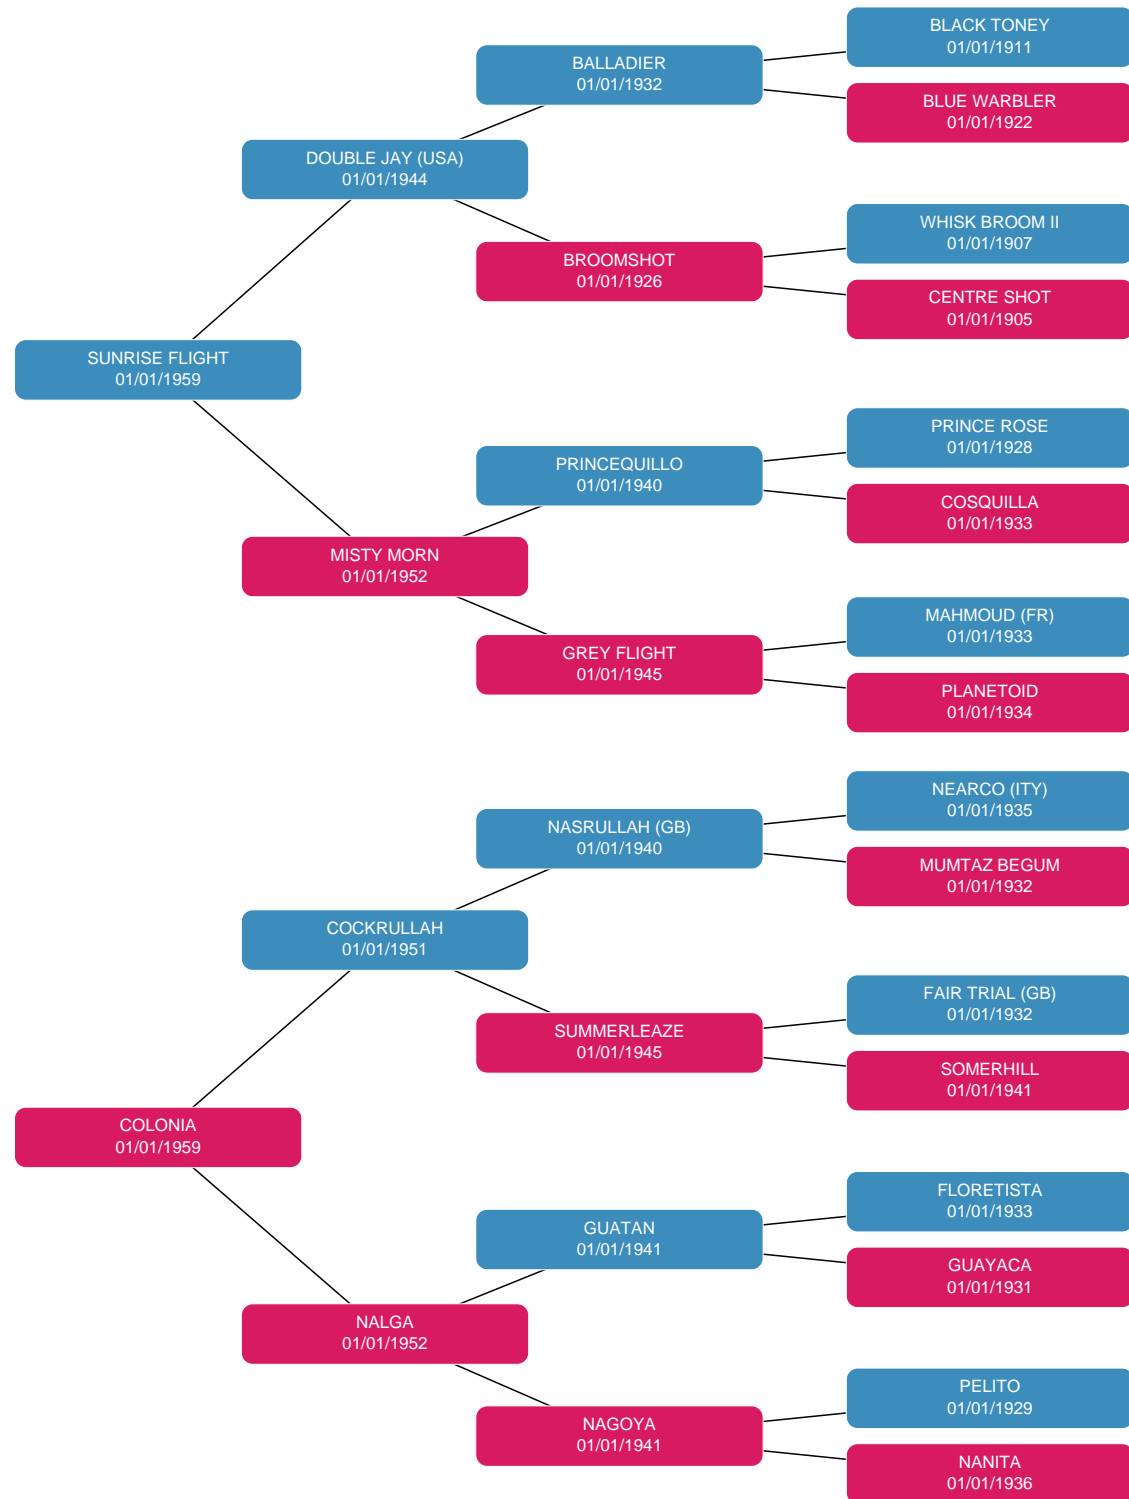 BLACK TONEY
01/01/1911
BALLADIER
01/01/1932
BLUE WARBLER
01/01/1922
DOUBLE JAY (USA)
01/01/1944
WHISK BROOM II
01/01/1907
BROOMSHOT
01/01/1926
CENTRE SHOT
01/01/1905
SUNRISE FLIGHT
01/01/1959
PRINCE ROSE
01/01/1928
PRINCEQUILLO
01/01/1940
COSQUILLA
01/01/1933
MISTY MORN
01/01/1952
MAHMOUD (FR)
01/01/1933
GREY FLIGHT
01/01/1945
PLANETOID
01/01/1934
NEARCO (ITY)
01/01/1935
NASRULLAH (GB)
01/01/1940
MUMTAZ BEGUM
01/01/1932
COCKRULLAH
01/01/1951
FAIR TRIAL (GB)
01/01/1932
SUMMERLEAZE
01/01/1945
SOMERHILL
01/01/1941
COLONIA
01/01/1959
FLORETISTA
01/01/1933
GUATAN
01/01/1941
GUAYACA
01/01/1931
NALGA
01/01/1952
PELITO
01/01/1929
NAGOYA
01/01/1941
NANITA
01/01/1936